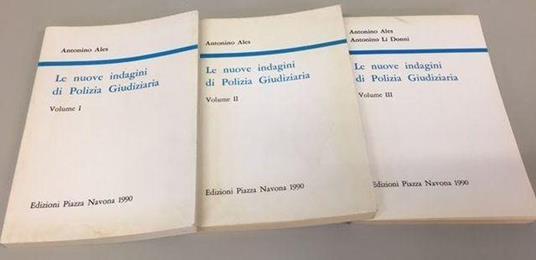 Antonino Ales
Le nuove indagini
di Polizia Giudiziaria
Volume I
Edizioni Piazza Navona 1990
Antonino Ales
Le nuove indagini
di Polizia Giudiziaria
Volume II
Edizioni Piazza Navona 1990
Antonino Ales
Antonino Li Donni
Le nuove indagini
di Polizia Giudiziaria
Volume III
Edizioni Piazza Navona 1990